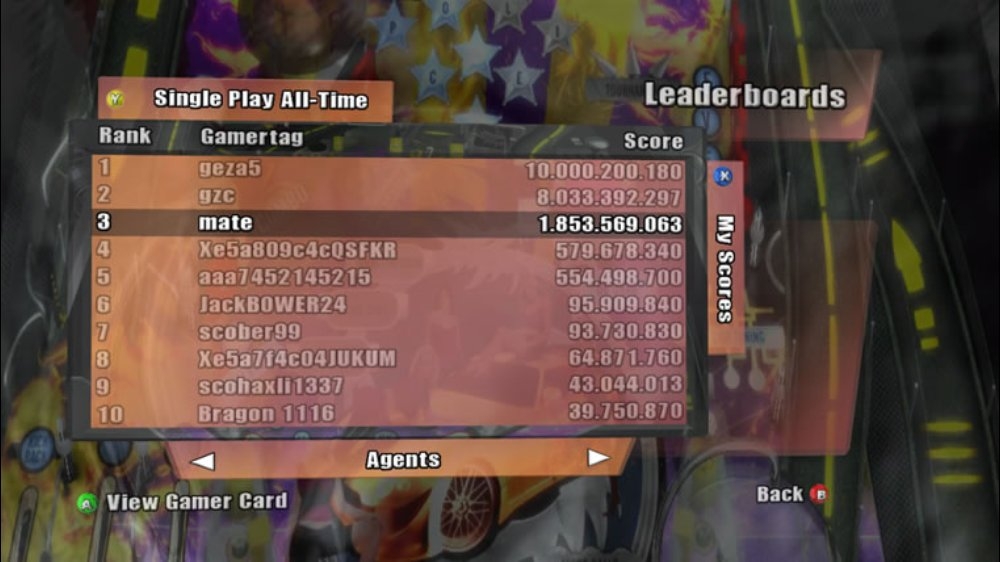 Single Play All-Time
Leaderboards
Rank Gamertag Score
1 geza5 10.000.200.180
2 gzc 8.033.392.297
3 mate 1.853.569.063
4 Xe5a809c4cQSFKR 579.678.340
5 aaa7452145215 554.498.700
6 JackBOWER24 95.909.840
7 scober99 93.730.830
8 Xe5a7f4c04JUKUM 64.871.760
9 scohaxli1337 43.044.013
10 Bragon 1116 39.750.870
My Scores
Agents
View Gamer Card
Back